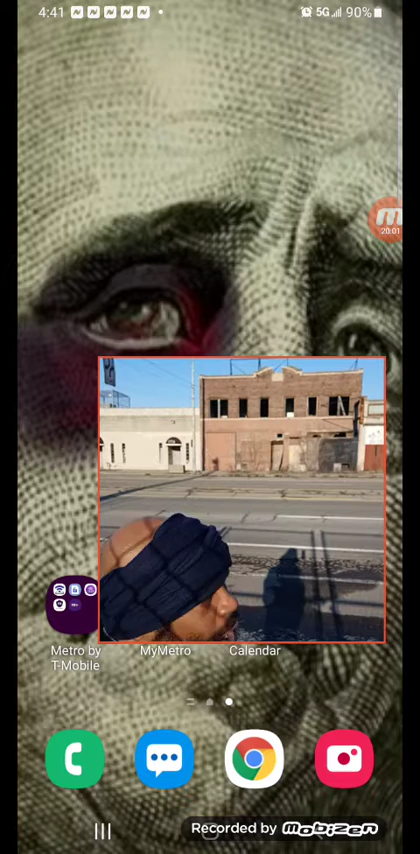 4:41 5G 90%
20:01
Metro by
T-Mobile
MyMetro
Calendar
Recorded by mobizen